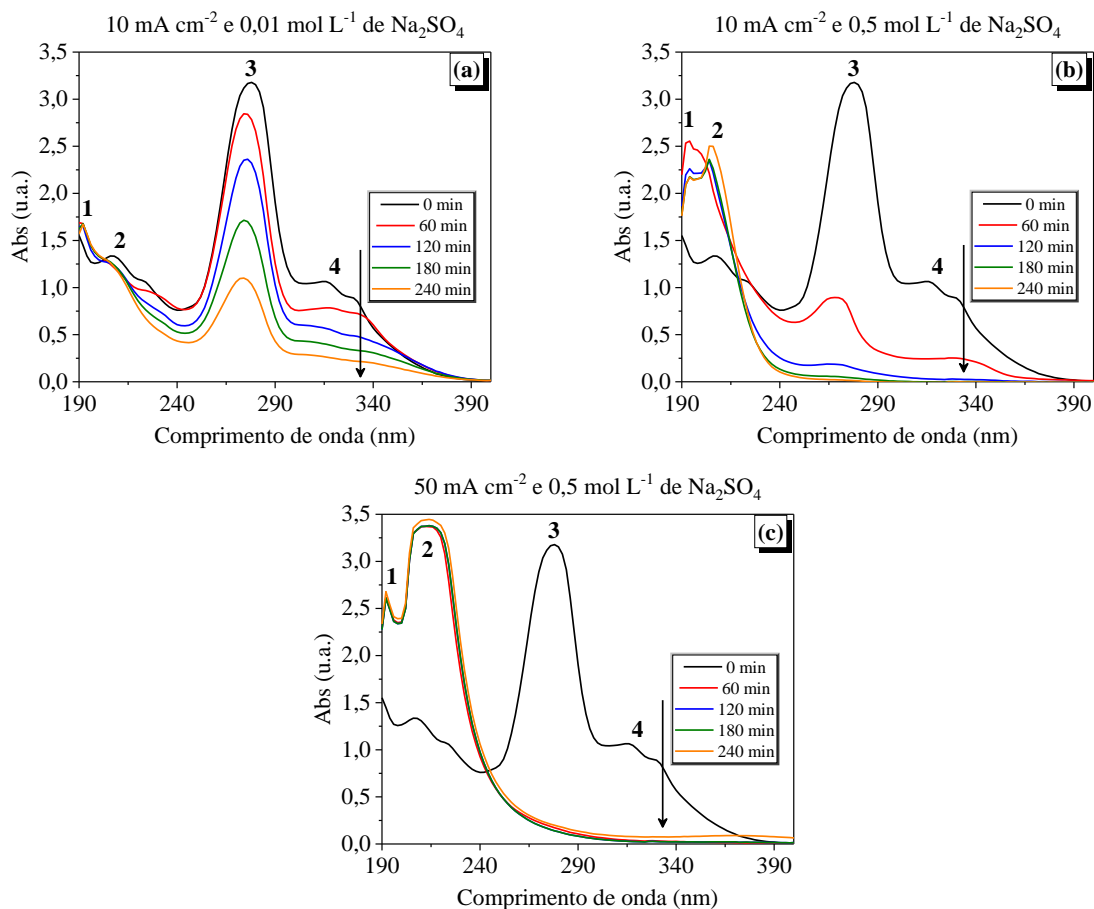 10 mA cm⁻² e 0,01 mol L⁻¹ de Na₂SO₄
(a)
Abs (u.a.)
3,5
3,0
2,5
2,0
1,5
1,0
0,5
0,0
1
2
3
4
0 min
60 min
120 min
180 min
240 min
190 240 290 340 390
Comprimento de onda (nm)
10 mA cm⁻² e 0,5 mol L⁻¹ de Na₂SO₄
(b)
Abs (u.a.)
3,5
3,0
2,5
2,0
1,5
1,0
0,5
0,0
1
2
3
4
0 min
60 min
120 min
180 min
240 min
190 240 290 340 390
Comprimento de onda (nm)
50 mA cm⁻² e 0,5 mol L⁻¹ de Na₂SO₄
(c)
Abs (u.a.)
3,5
3,0
2,5
2,0
1,5
1,0
0,5
0,0
1
2
3
4
0 min
60 min
120 min
180 min
240 min
190 240 290 340 390
Comprimento de onda (nm)